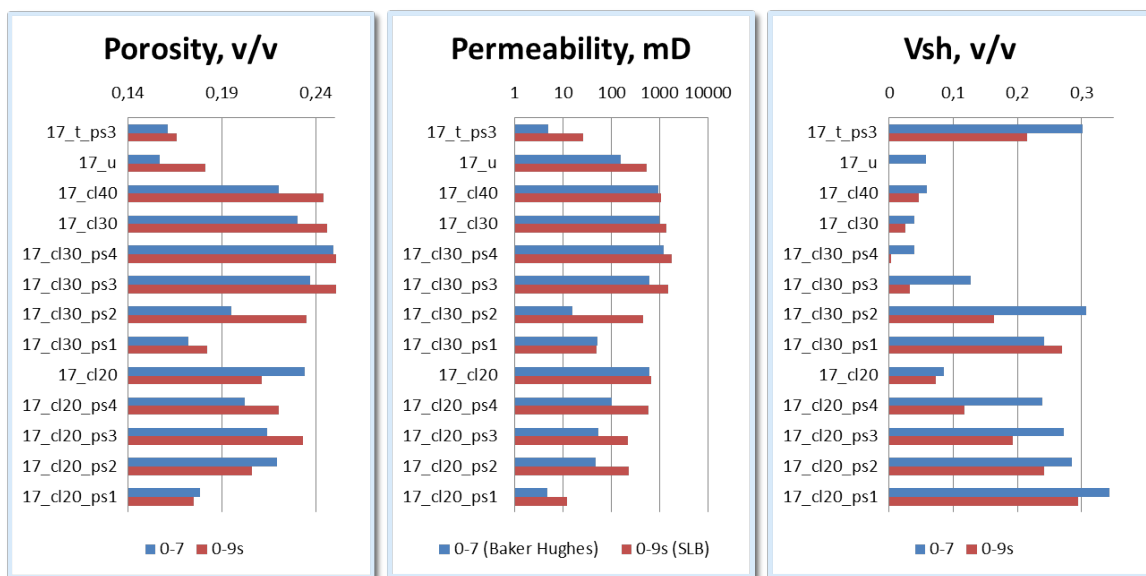 Porosity, v/v
0,14 0,19 0,24
17_t_ps3
17_u
17_cl40
17_cl30
17_cl30_ps4
17_cl30_ps3
17_cl30_ps2
17_cl30_ps1
17_cl20
17_cl20_ps4
17_cl20_ps3
17_cl20_ps2
17_cl20_ps1
0-7 0-9s
Permeability, mD
1 10 100 1000 10000
17_t_ps3
17_u
17_cl40
17_cl30
17_cl30_ps4
17_cl30_ps3
17_cl30_ps2
17_cl30_ps1
17_cl20
17_cl20_ps4
17_cl20_ps3
17_cl20_ps2
17_cl20_ps1
0-7 (Baker Hughes) 0-9s (SLB)
Vsh, v/v
0 0,1 0,2 0,3
17_t_ps3
17_u
17_cl40
17_cl30
17_cl30_ps4
17_cl30_ps3
17_cl30_ps2
17_cl30_ps1
17_cl20
17_cl20_ps4
17_cl20_ps3
17_cl20_ps2
17_cl20_ps1
0-7 0-9s